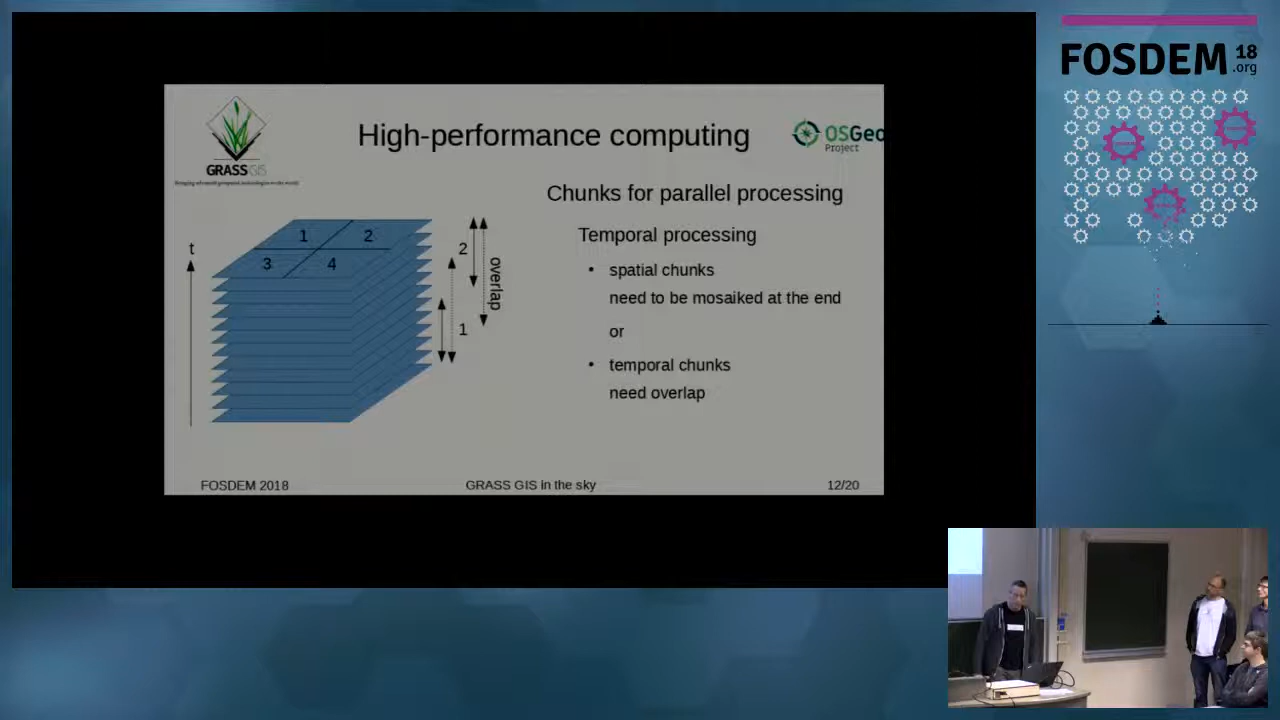 FOSDEM 18
.org
High-performance computing
OSGeo
Project
GRASS GIS
Chunks for parallel processing
Temporal processing
• spatial chunks
need to be mosaiked at the end
or
• temporal chunks
need overlap
t
1 2
3 4
2
overlap
1
FOSDEM 2018
GRASS GIS in the sky
12/20